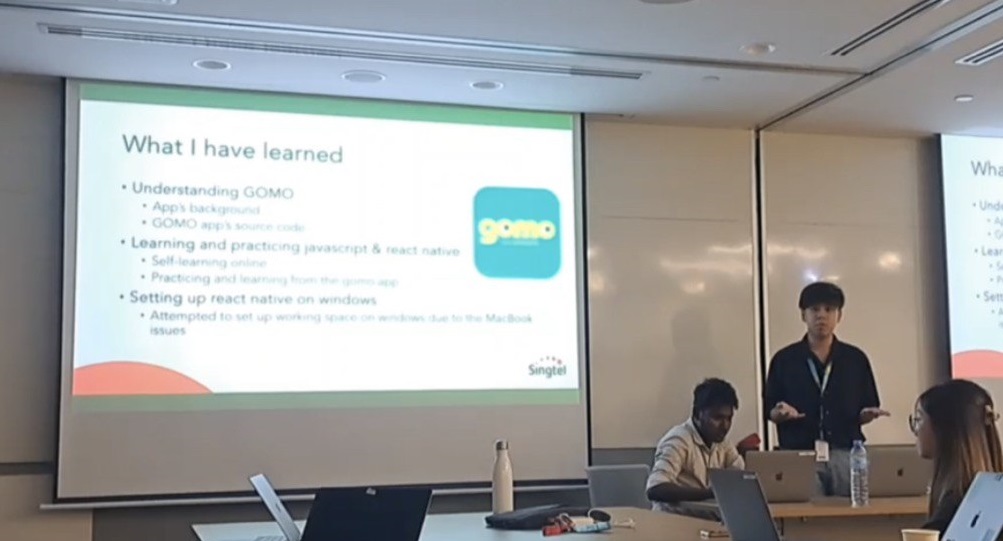 What I have learned
• Understanding GOMO
• App's background
• GOMO app's source code
• Learning and practicing javascript & react native
• Self-learning online
• Practicing and learning from the gomo app
• Setting up react native on windows
• Attempted to set up working space on windows due to the MacBook
issues
gomo
Singtel
Wha
• Unde
• Lear
• Sett